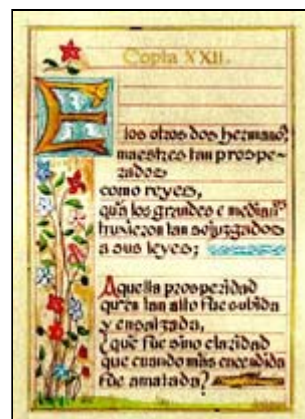 Copla XXII.
E los otros dos hermanos,
maestres tan prospe-
rados
como reyes,
qu'a los grandes e medianos
truxieron tan sojuzgados
a sus leyes;
Aquella prosperidad
qu'en tan alto fue subida
y ensalzada,
¿que fue sino claridad
que cuando más encendida
fue amatada?